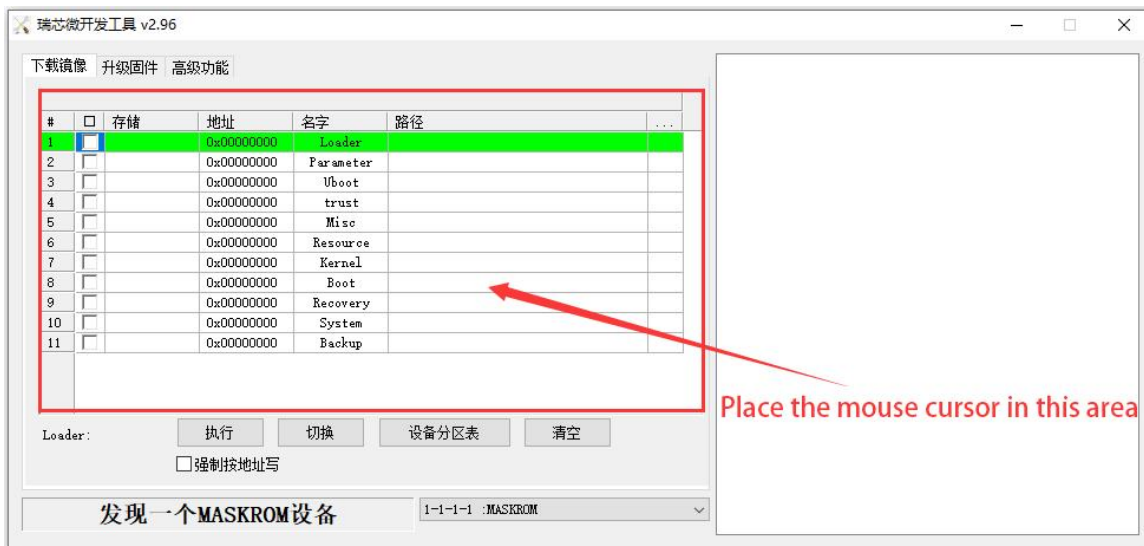 瑞芯微开发工具 v2.96
下载镜像 升级固件 高级功能
# 存储 地址 名字 路径 ...
1 0x00000000 Loader
2 0x00000000 Parameter
3 0x00000000 Uboot
4 0x00000000 trust
5 0x00000000 Misc
6 0x00000000 Resource
7 0x00000000 Kernel
8 0x00000000 Boot
9 0x00000000 Recovery
10 0x00000000 System
11 0x00000000 Backup
Place the mouse cursor in this area
Loader: 执行 切换 设备分区表 清空
强制按地址写
发现一个MASKROM设备 1-1-1-1 :MASKROM